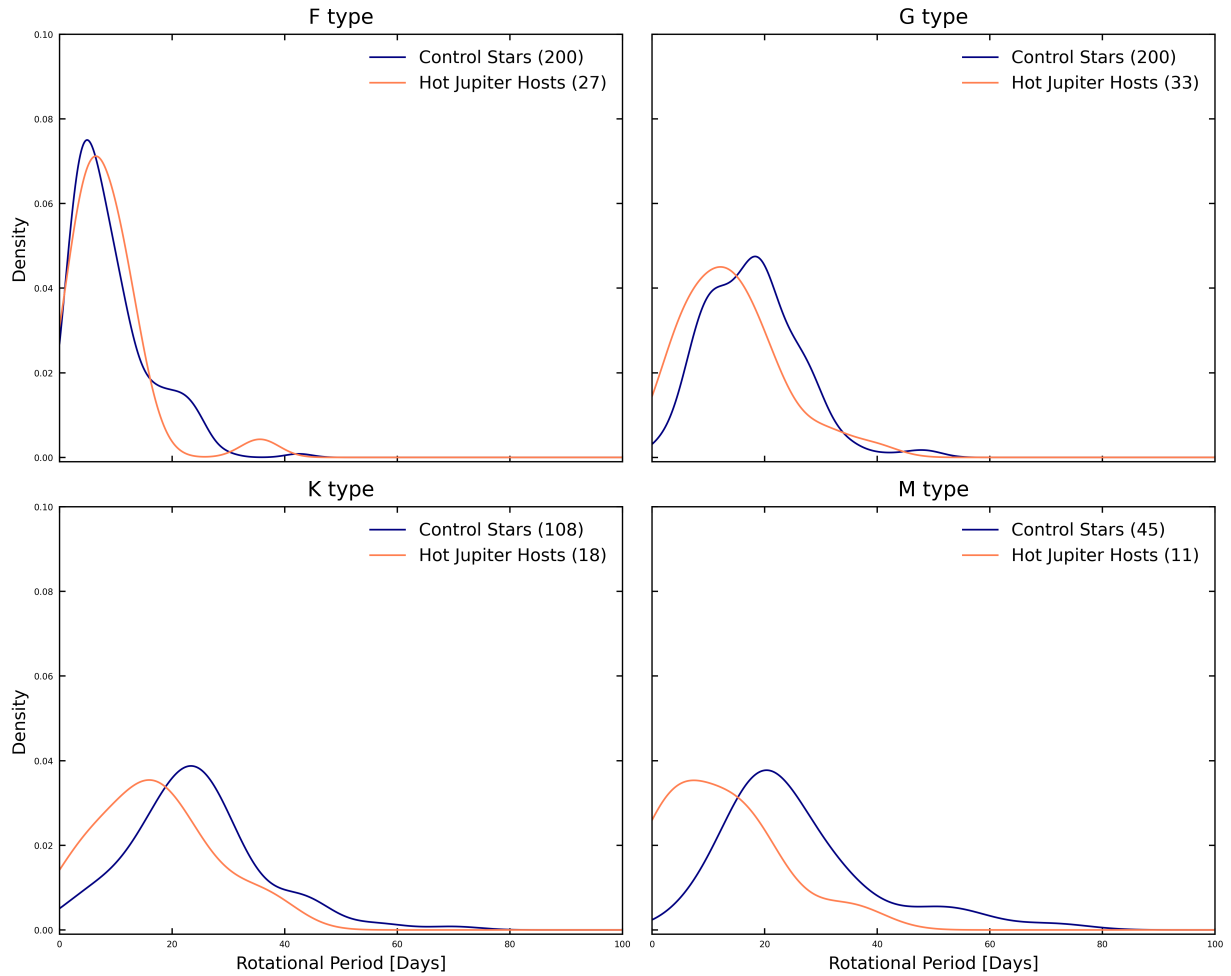 F type
Control Stars (200)
Hot Jupiter Hosts (27)
0.10
0.08
0.06
0.04
0.02
0.00
Density
G type
Control Stars (200)
Hot Jupiter Hosts (33)
K type
Control Stars (108)
Hot Jupiter Hosts (18)
0.10
0.08
0.06
0.04
0.02
0.00
Density
0 20 40 60 80 100
Rotational Period [Days]
M type
Control Stars (45)
Hot Jupiter Hosts (11)
0 20 40 60 80 100
Rotational Period [Days]